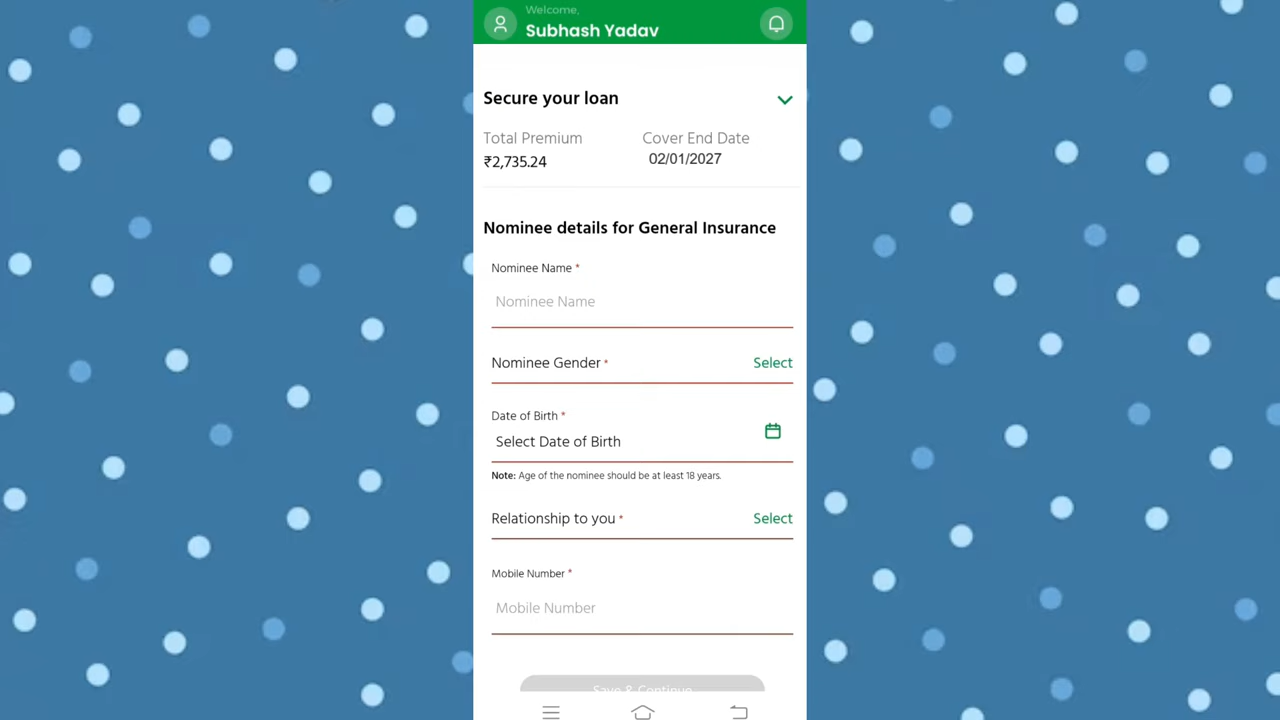 Welcome,
Subhash Yadav
Secure your loan
Total Premium
Cover End Date
₹2,735.24
02/01/2027
Nominee details for General Insurance
Nominee Name *
Nominee Name
Nominee Gender *
Select
Date of Birth *
Select Date of Birth
Note: Age of the nominee should be at least 18 years.
Relationship to you *
Select
Mobile Number *
Mobile Number
Save & Continue